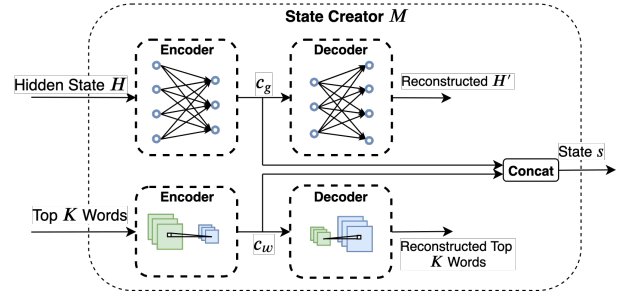 State Creator M
Encoder
Decoder
Hidden State H
c_g
Reconstructed H'
State s
Concat
Encoder
Decoder
Top K Words
c_w
Reconstructed Top
K Words